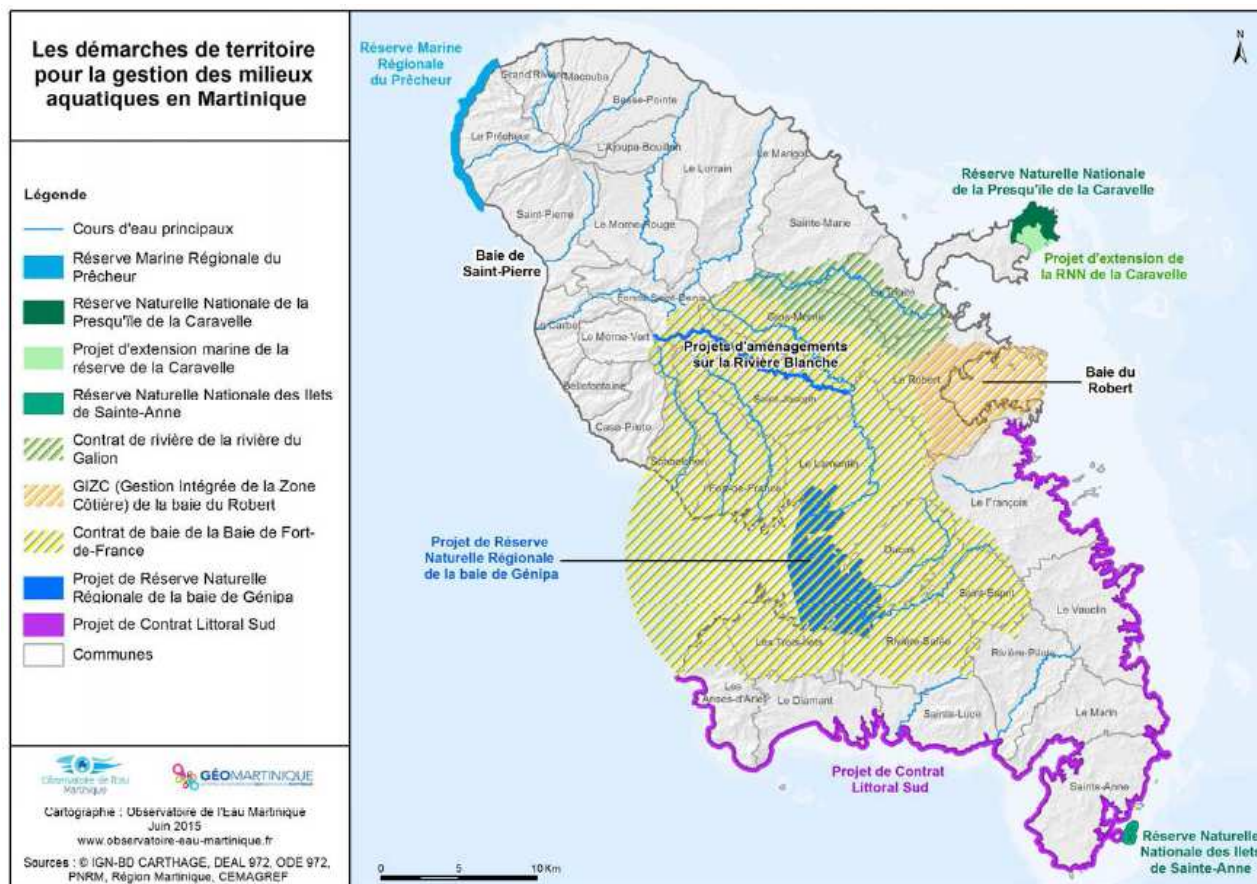 Les démarches de territoire
pour la gestion des milieux
aquatiques en Martinique
Légende
Cours d'eau principaux
Réserve Marine Régionale du
Prêcheur
Réserve Naturelle Nationale de la
Presqu'île de la Caravelle
Projet d'extension marine de la
réserve de la Caravelle
Réserve Naturelle Nationale des Ilets
de Sainte-Anne
Contrat de rivière de la rivière du
Galion
GIZC (Gestion Intégrée de la Zone
Côtière) de la baie du Robert
Contrat de baie de la Baie de Fort-
de-France
Projet de Réserve Naturelle
Régionale de la baie de Génipa
Projet de Contrat Littoral Sud
Communes
Observatoire de l'Eau
Martinique
GÉOMARTINIQUE
Cartographie : Observatoire de l'Eau Martinique
Juin 2015
www.observatoire-eau-martinique.fr
Sources : © IGN-BD CARTHAGE, DEAL 972, ODE 972,
PNRM, Région Martinique, CEMAGREF
Réserve Marine
Régionale
du Prêcheur
N
Grand'Rivière
Macouba
Basse-Pointe
Le Prêcheur
L'Ajoupa-Bouillon
Le Lorrain
Le Marigot
Saint-Pierre
Le Morne-Rouge
Sainte-Marie
Réserve Naturelle Nationale
de la Presqu'île de la Caravelle
Projet d'extension de
la RNN de la Caravelle
Baie de
Saint-Pierre
Fonds-Saint-Denis
La Trinité
Gros-Morne
Le Carbet
Le Morne-Vert
Projets d'aménagements
sur la Rivière Blanche
Le Robert
Baie du
Robert
Bellefontaine
Saint-Joseph
Case-Pilote
Schoelcher
Fort-de-France
Le Lamentin
Le François
Projet de Réserve
Naturelle Régionale
de la baie de Génipa
Ducos
Saint-Esprit
Le Vauclin
Les Trois-Ilets
Rivière-Salée
Rivière-Pilote
Les
Anses-d'Arlet
Le Diamant
Sainte-Luce
Le Marin
Projet de Contrat
Littoral Sud
Sainte-Anne
Réserve Naturelle
Nationale des Ilets
de Sainte-Anne
0 5 10 Km